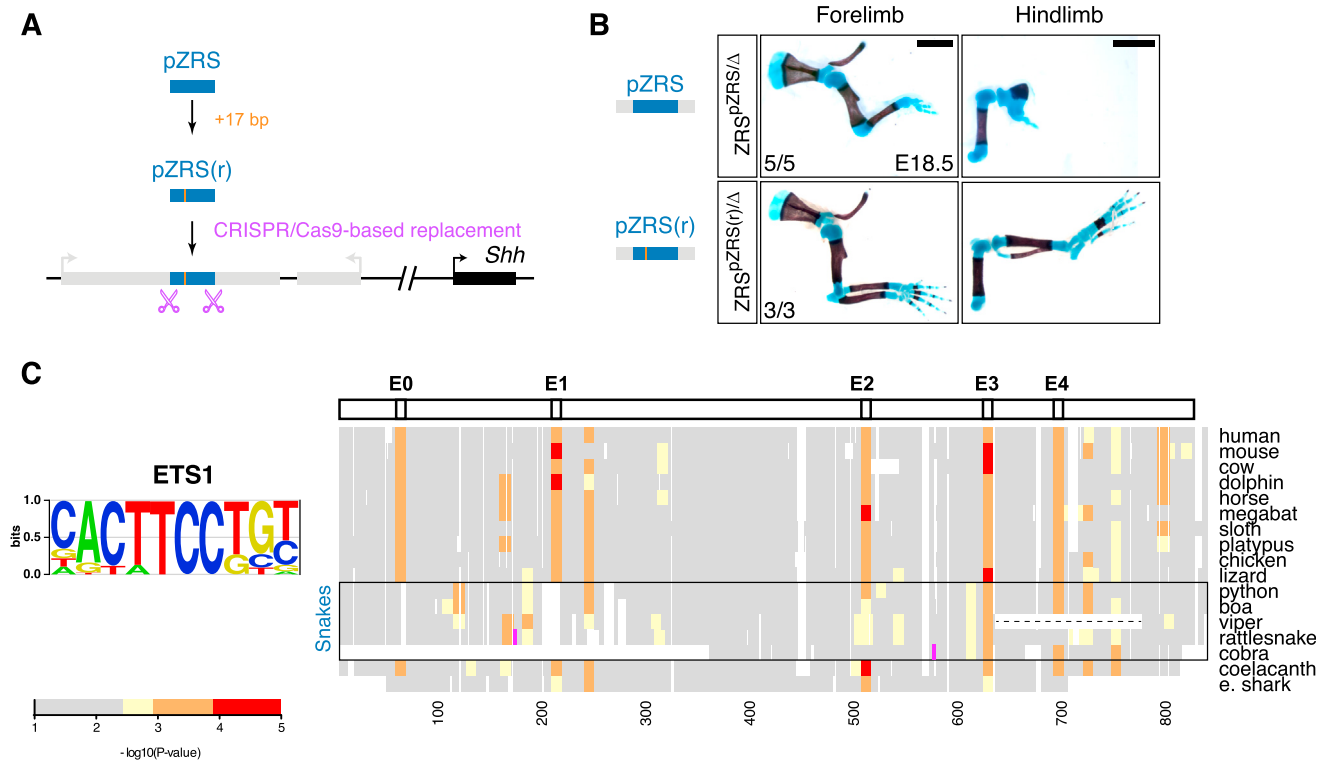 A
pZRS
+17 bp
pZRS(r)
CRISPR/Cas9-based replacement
Shh
B
Forelimb
Hindlimb
pZRS
ZRSpZRS/Δ
5/5
E18.5
pZRS(r)
ZRSpZRS(r)/Δ
3/3
C
E0
E1
E2
E3
E4
ETS1
bits
1.0
0.5
0.0
CACTTCCTGT
human
mouse
cow
dolphin
horse
megabat
sloth
platypus
chicken
lizard
Snakes
python
boa
viper
rattlesnake
cobra
coelacanth
e. shark
100
200
300
400
500
600
700
800
1
2
3
4
5
-log10(P-value)